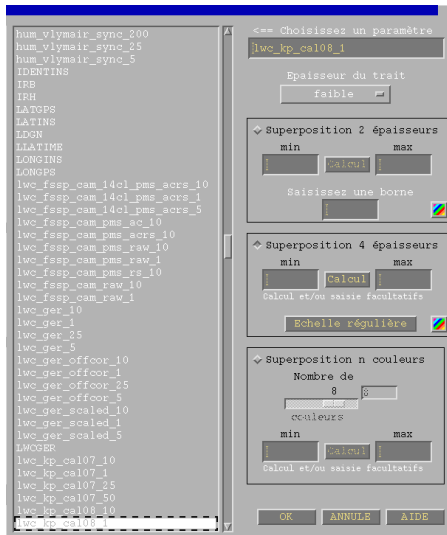 hum_vlymair_sync_200
hum_vlymair_sync_25
hum_vlymair_sync_5
IDENTINS
IRB
IRH
LATGPS
LATINS
LDGN
LLATIME
LONGINS
LONGPS
lwc_fssp_cam_14cl_pms_acrs_10
lwc_fssp_cam_14cl_pms_acrs_1
lwc_fssp_cam_14cl_pms_acrs_5
lwc_fssp_cam_pms_ac_10
lwc_fssp_cam_pms_acrs_10
lwc_fssp_cam_pms_raw_10
lwc_fssp_cam_pms_raw_1
lwc_fssp_cam_pms_rs_10
lwc_fssp_cam_raw_10
lwc_fssp_cam_raw_1
lwc_ger_10
lwc_ger_1
lwc_ger_25
lwc_ger_5
lwc_ger_offcor_10
lwc_ger_offcor_1
lwc_ger_offcor_25
lwc_ger_offcor_5
lwc_ger_scaled_10
lwc_ger_scaled_1
lwc_ger_scaled_5
LWCGER
lwc_kp_cal07_10
lwc_kp_cal07_1
lwc_kp_cal07_25
lwc_kp_cal07_50
lwc_kp_cal08_10
lwc_kp_cal08_1
<== Choisissez un paramètre
lwc_kp_cal08_1
Epaisseur du trait
faible
Superposition 2 épaisseurs
min max
Calcul
Saisissez une borne
Superposition 4 épaisseurs
min max
Calcul
Calcul et/ou saisie facultatifs
Echelle régulière
Superposition n couleurs
Nombre de
8 8
couleurs
min max
Calcul
Calcul et/ou saisie facultatifs
OK ANNULE AIDE